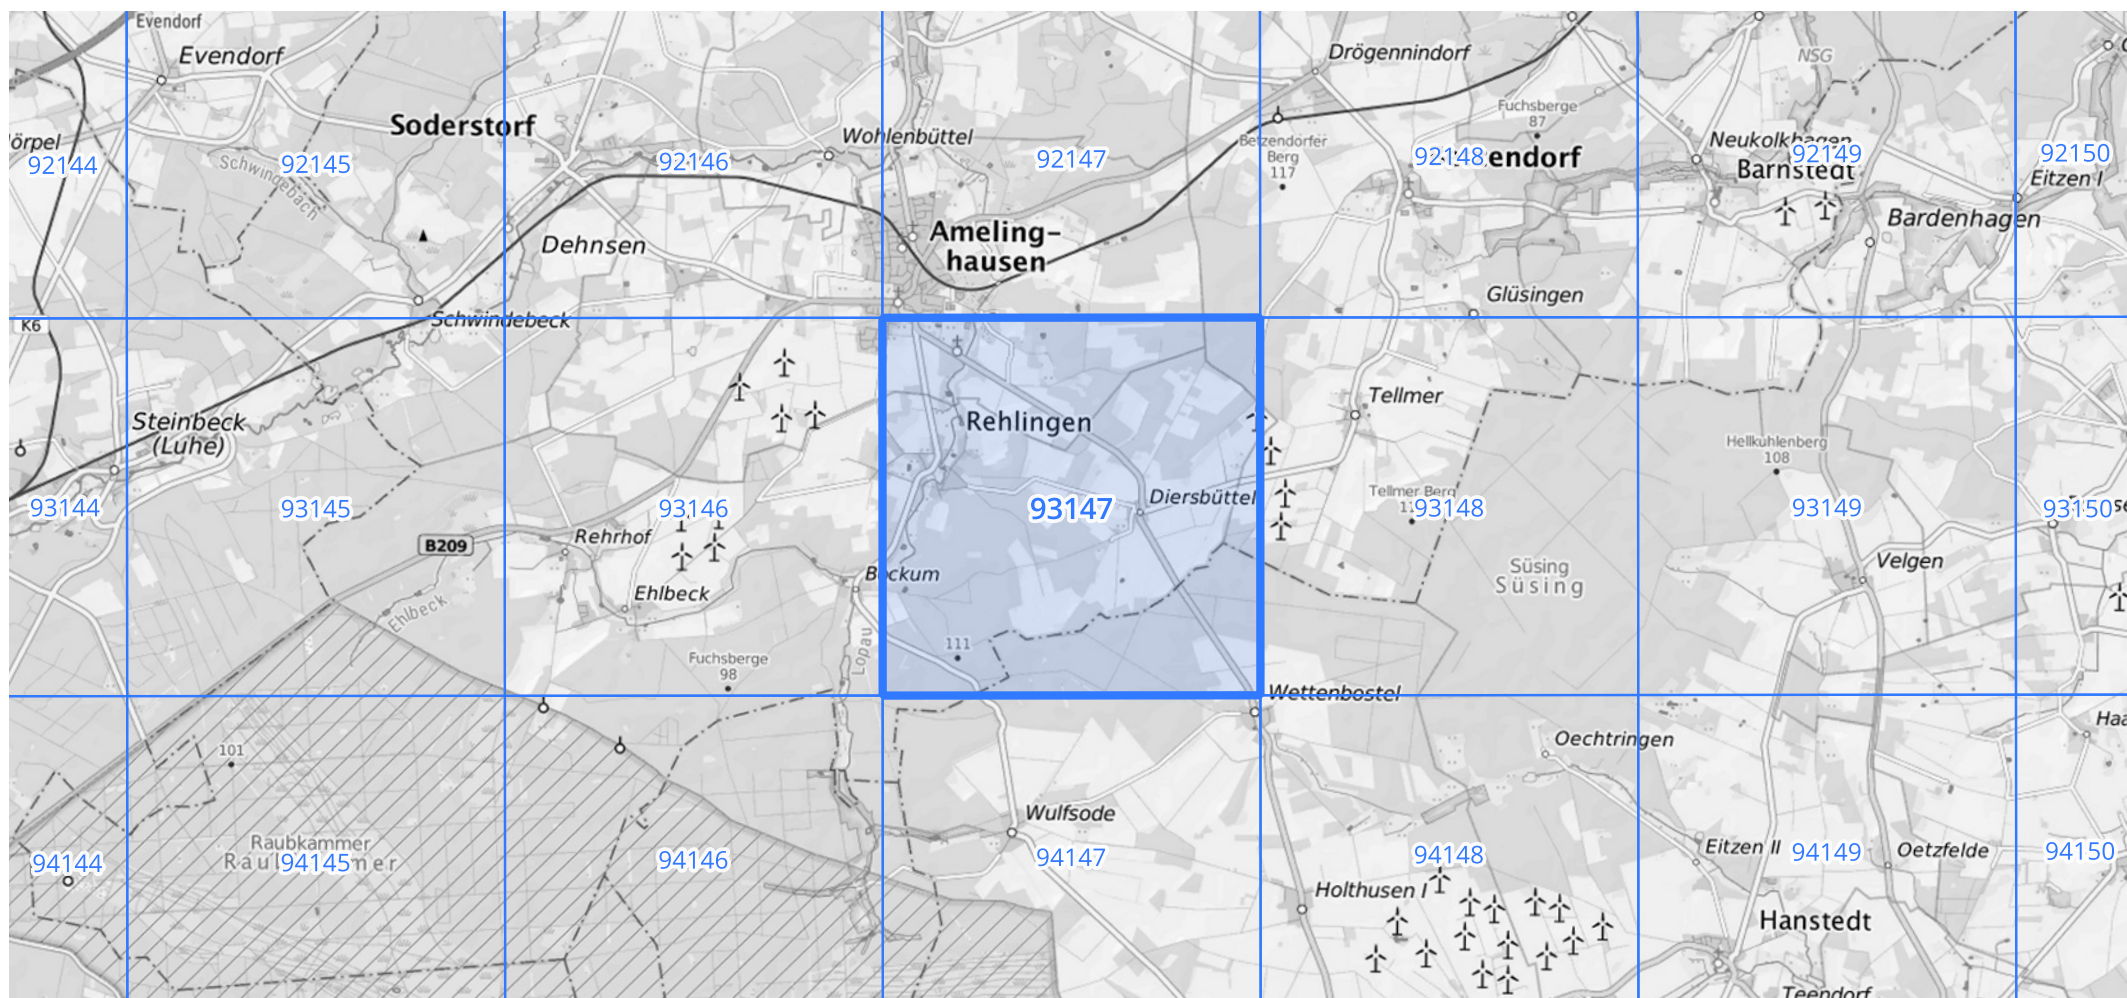 Evendorf
Evendorf
Drögennindorf
NSG
Soderstorf
Fuchsberge
87
Wohlenbüttel
Betzendorfer
Berg
117
Neukolkhagen
92144
92145
92146
92147
92148
endorf
92149
92150
Barnstedt
Schwindebach
Eitzen I
Bardenhagen
Ameling-
hausen
Dehnsen
Glüsingen
K6
Schwindebeck
Tellmer
Steinbeck
(Luhe)
Rehlingen
Hellkuhlenberg
108
Tellmer Berg
Diersbüttel
93144
93145
93146
93147
93148
93149
93150
B209
Rehrhof
Bockum
Velgen
Süsing
Süsing
Ehlbeck
Ehlbeck
Lopau
111
Fuchsberge
98
Wettenbostel
Oechtringen
101
Wulfsode
Raubkammer
94144
94145
94146
94147
94148
94149
94150
Eitzen II
Oetzfelde
Holthusen I
Hanstedt
Teendorf